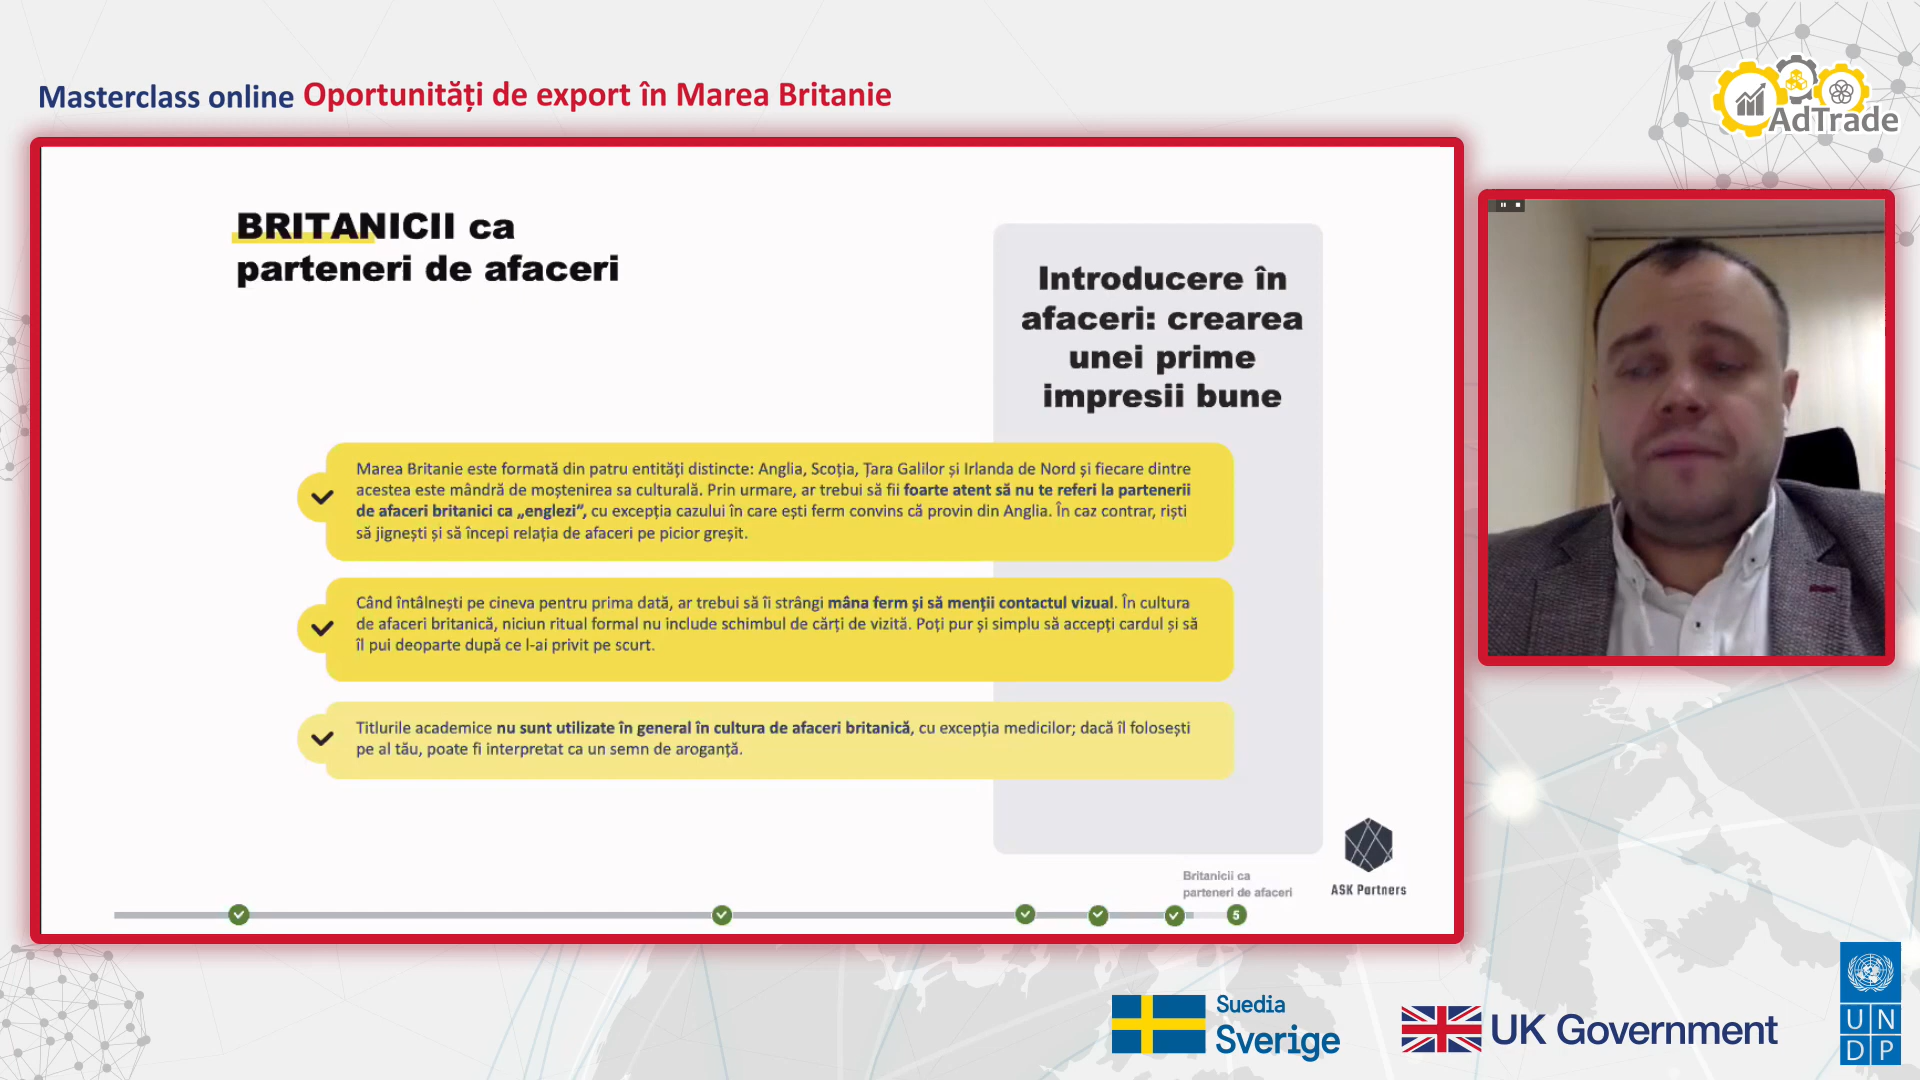 Masterclass online Oportunități de export în Marea Britanie
AdTrade
BRITANICII ca
parteneri de afaceri
Introducere în
afaceri: crearea
unei prime
impresii bune
Marea Britanie este formată din patru entități distincte: Anglia, Scoția, Țara Galilor și Irlanda de Nord și fiecare dintre
acestea este mândră de moștenirea sa culturală. Prin urmare, ar trebui să fii foarte atent să nu te referi la partenerii
de afaceri britanici ca „englezi”, cu excepția cazului în care ești ferm convins că provin din Anglia. În caz contrar, riști
să jignești și să începi relația de afaceri pe picior greșit.
Când întâlnești pe cineva pentru prima dată, ar trebui să îi strângi mâna ferm și să menții contactul vizual. În cultura
de afaceri britanică, niciun ritual formal nu include schimbul de cărți de vizită. Poți pur și simplu să accepți cardul și să
îl pui deoparte după ce l-ai privit pe scurt.
Titlurile academice nu sunt utilizate în general în cultura de afaceri britanică, cu excepția medicilor; dacă îl folosești
pe al tău, poate fi interpretat ca un semn de aroganță.
Britanicii ca
parteneri de afaceri
ASK Partners
5
Suedia
Sverige
UK Government
UN
DP